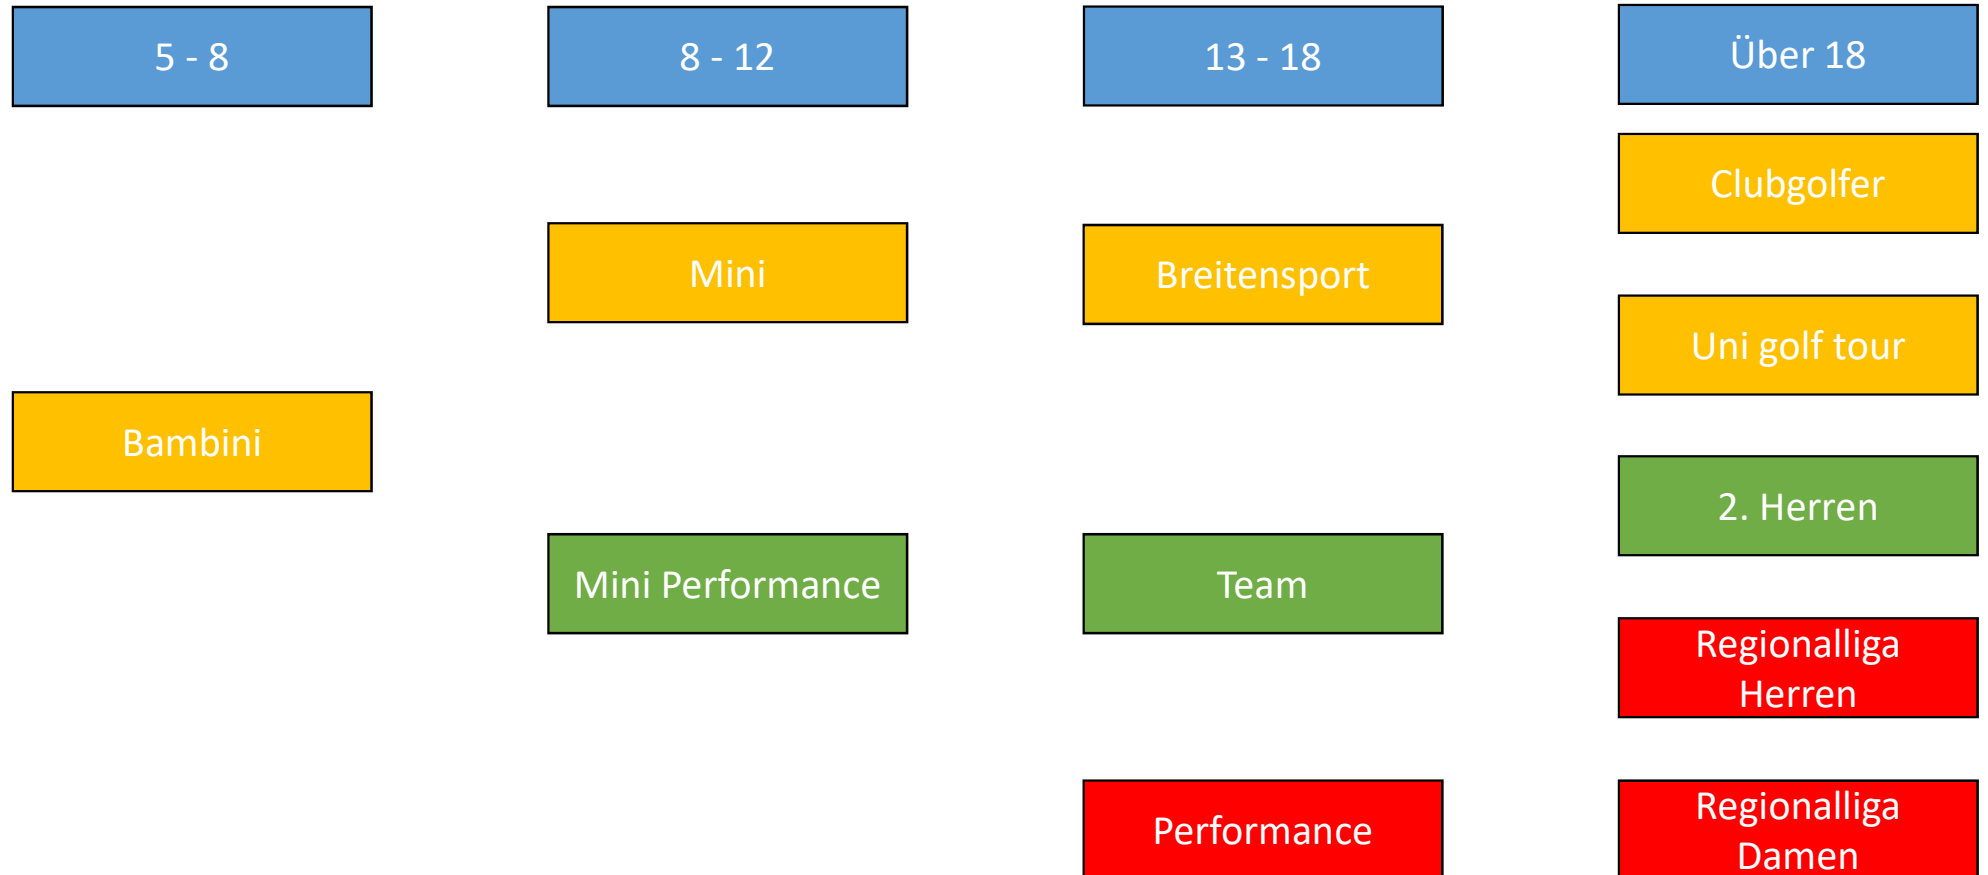 5 - 8
8 - 12
13 - 18
Über 18
Clubgolfer
Mini
Breitensport
Uni golf tour
Bambini
2. Herren
Mini Performance
Team
Regionalliga
Herren
Performance
Regionalliga
Damen